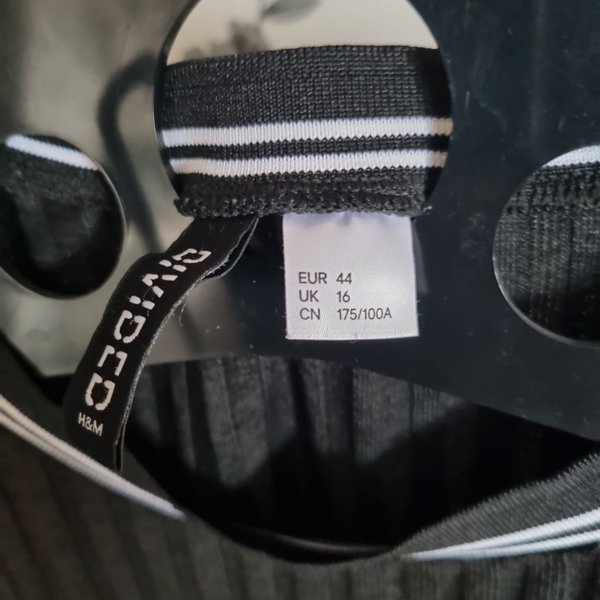 DIVIDED
H&M
EUR 44
UK 16
CN 175/100A